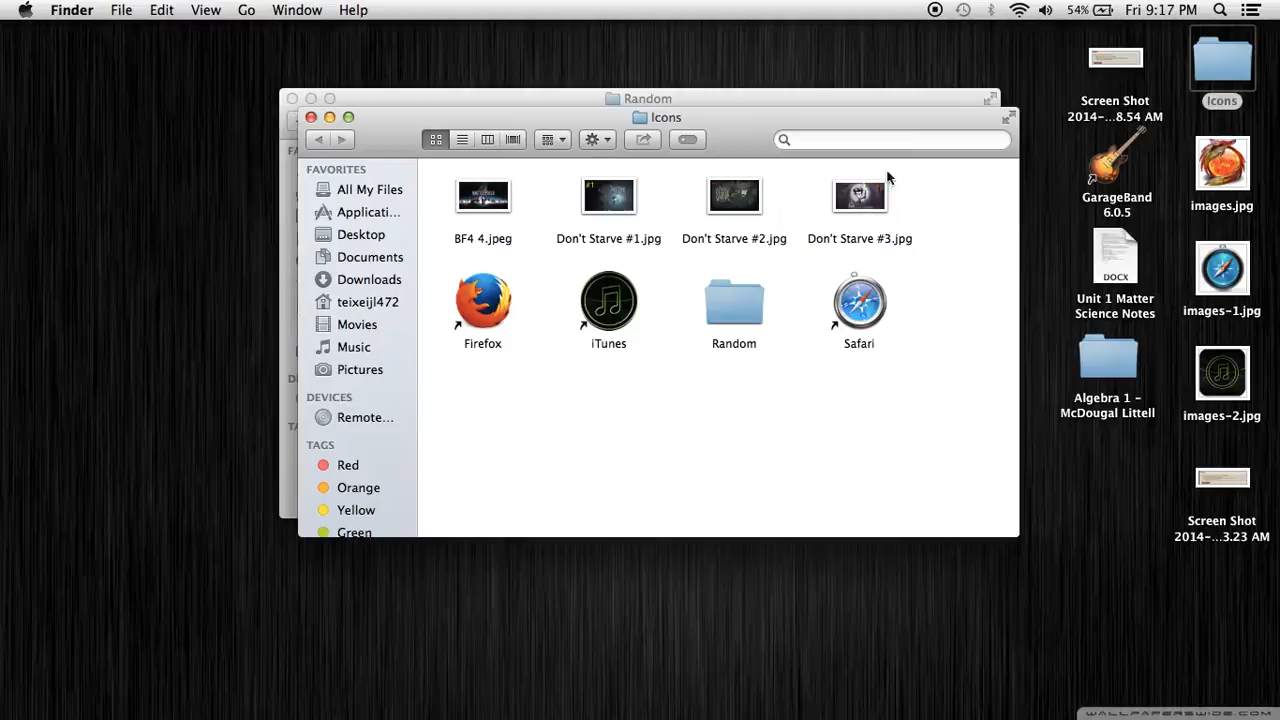 Finder File Edit View Go Window Help
54% Fri 9:17 PM
Random
Icons
FAVORITES
All My Files
Applicati...
Desktop
Documents
Downloads
teixeijl472
Movies
Music
Pictures
DEVICES
Remote...
TAGS
Red
Orange
Yellow
Green
BF4 4.jpeg
#1
Don't Starve #1.jpg
Don't Starve #2.jpg
Don't Starve #3.jpg
Firefox
iTunes
Random
Safari
Screen Shot
2014-...8.54 AM
Icons
GarageBand
6.0.5
images.jpg
DOCX
Unit 1 Matter
Science Notes
images-1.jpg
Algebra 1 -
McDougal Littell
images-2.jpg
Screen Shot
2014-...3.23 AM
WALLPAPERSWIDE.COM